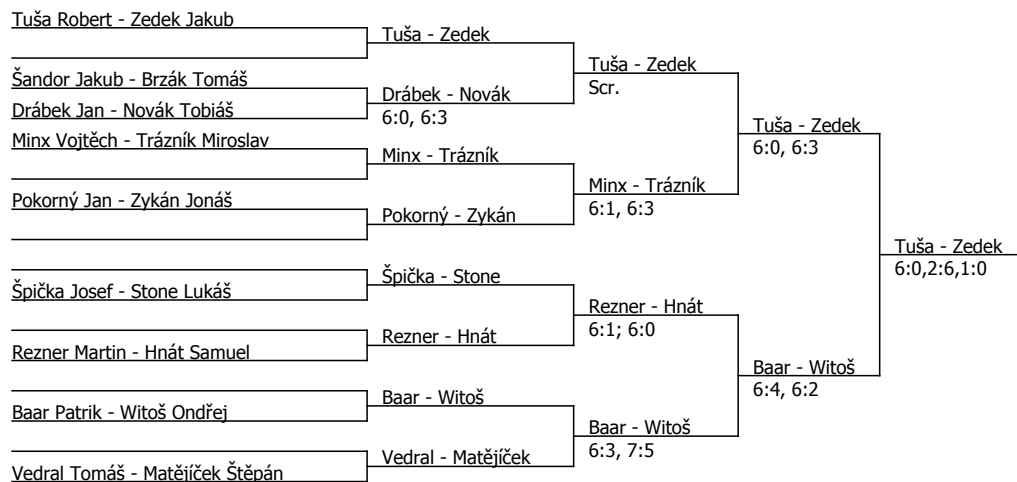 Tuša Robert - Zedek Jakub
Šandor Jakub - Brzák Tomáš
Drábek Jan - Novák Tobiáš
Minx Vojtěch - Trázník Miroslav
Pokorný Jan - Zykán Jonáš
Špička Josef - Stone Lukáš
Rezner Martin - Hnát Samuel
Baar Patrik - Witoš Ondřej
Vedral Tomáš - Matějíček Štěpán
Tuša - Zedek
Drábek - Novák
6:0, 6:3
Minx - Trázník
Pokorný - Zykán
Špička - Stone
Rezner - Hnát
Baar - Witoš
Vedral - Matějíček
Tuša - Zedek
Scr.
Minx - Trázník
6:1, 6:3
Rezner - Hnát
6:1; 6:0
Baar - Witoš
6:3, 7:5
Tuša - Zedek
6:0, 6:3
Baar - Witoš
6:4, 6:2
Tuša - Zedek
6:0,2:6,1:0